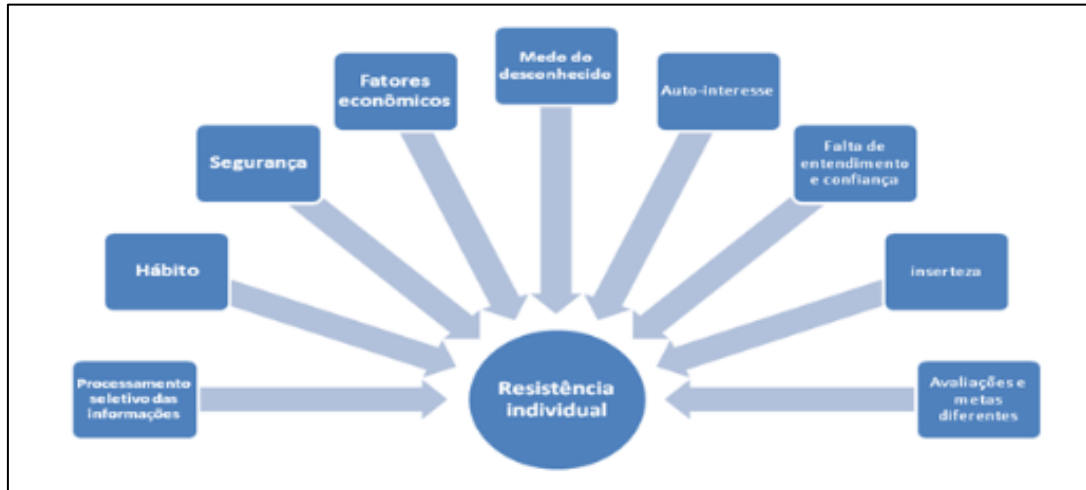 Medo do
desconhecido
Fatores
econômicos
Auto-interesse
Segurança
Falta de
entendimento
e confiança
Hábito
inserteza
Processamento
seletivo das
informações
Resistência
individual
Avaliações e
metas
diferentes